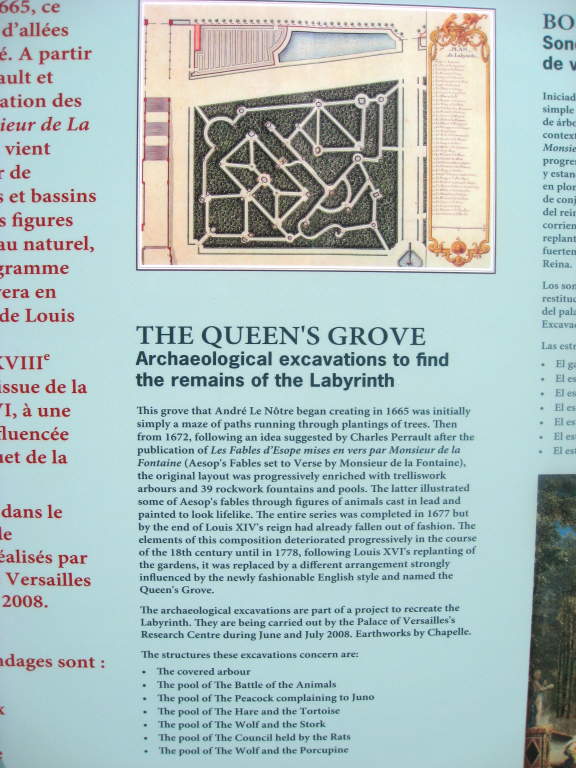 1665, ce
d'allées
é. A partir
ault et
ation des
ieur de La
vient
r de
s et bassins
s figures
au naturel,
gramme
vera en
de Louis
XVIIIe
issue de la
VI, à une
fluencée
uet de la
dans le
de
éalisés par
Versailles
2008.
ndages sont :
x
e
PLAN
du Labyrinte
THE QUEEN'S GROVE
Archaeological excavations to find
the remains of the Labyrinth
This grove that André Le Nôtre began creating in 1665 was initially
simply a maze of paths running through plantings of trees. Then
from 1672, following an idea suggested by Charles Perrault after the
publication of Les Fables d'Esope mises en vers par Monsieur de la
Fontaine (Aesop's Fables set to Verse by Monsieur de la Fontaine),
the original layout was progressively enriched with trelliswork
arbours and 39 rockwork fountains and pools. The latter illustrated
some of Aesop's fables through figures of animals cast in lead and
painted to look lifelike. The entire series was completed in 1677 but
by the end of Louis XIV's reign had already fallen out of fashion. The
elements of this composition deteriorated progressively in the course
of the 18th century until in 1778, following Louis XVI's replanting of
the gardens, it was replaced by a different arrangement strongly
influenced by the newly fashionable English style and named the
Queen's Grove.
The archaeological excavations are part of a project to recreate the
Labyrinth. They are being carried out by the Palace of Versailles's
Research Centre during June and July 2008. Earthworks by Chapelle.
The structures these excavations concern are:
• The covered arbour
• The pool of The Battle of the Animals
• The pool of The Peacock complaining to Juno
• The pool of The Hare and the Tortoise
• The pool of The Wolf and the Stork
• The pool of The Council held by the Rats
• The pool of The Wolf and the Porcupine
BO
Sond
de v
Iniciad
simple
de árbo
context
Monsie
progres
y estan
en plor
de conj
del rei
corrien
replant
fuertem
Reina.
Los son
restituc
del pala
Excavac
Las estr
• El ga
• El es
• El es
• El es
• El es
• El es
• El est